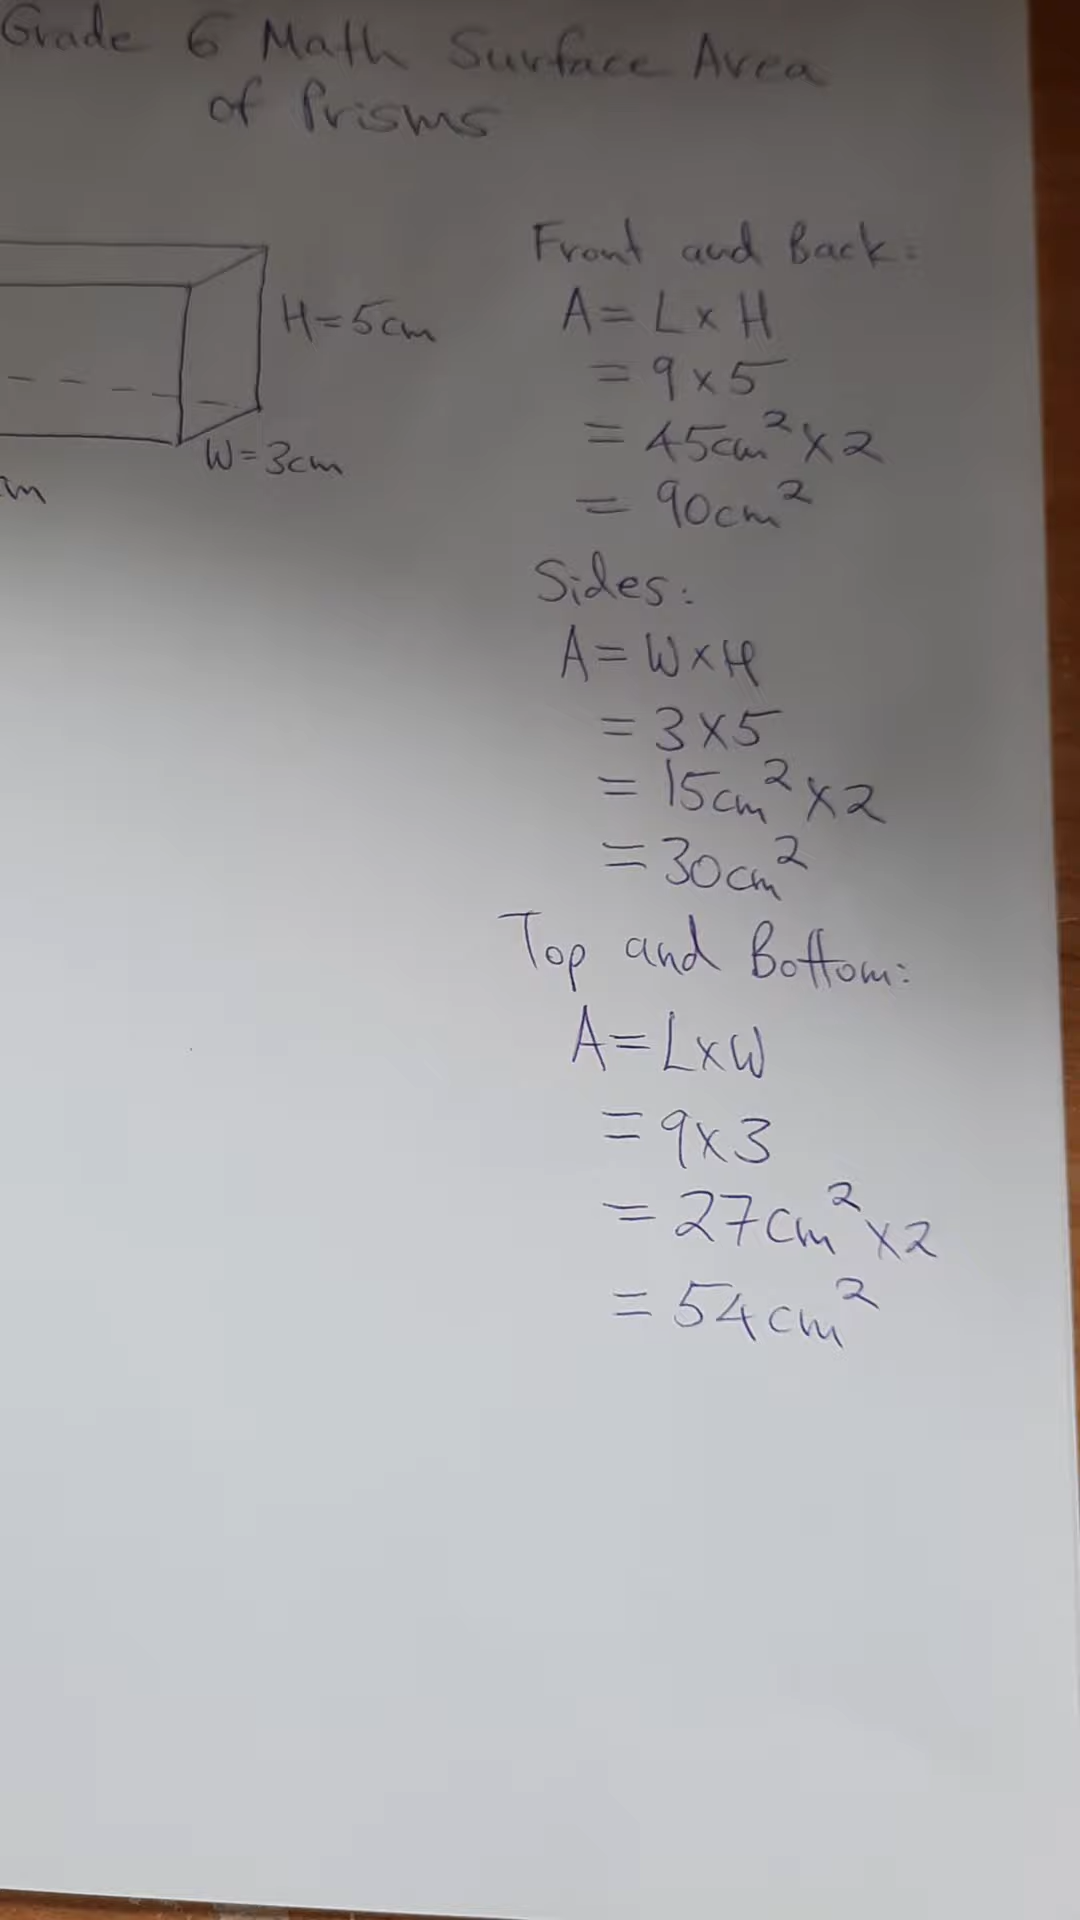 Grade 6 Math Surface Area
of Prisms
H=5cm
W=3cm
cm
Front and Back:
A= L x H
= 9 x 5
= 45cm² x 2
= 90cm²
Sides:
A= W x H
= 3 x 5
= 15cm² x 2
= 30cm²
Top and Bottom:
A= L x W
= 9 x 3
= 27cm² x 2
= 54cm²